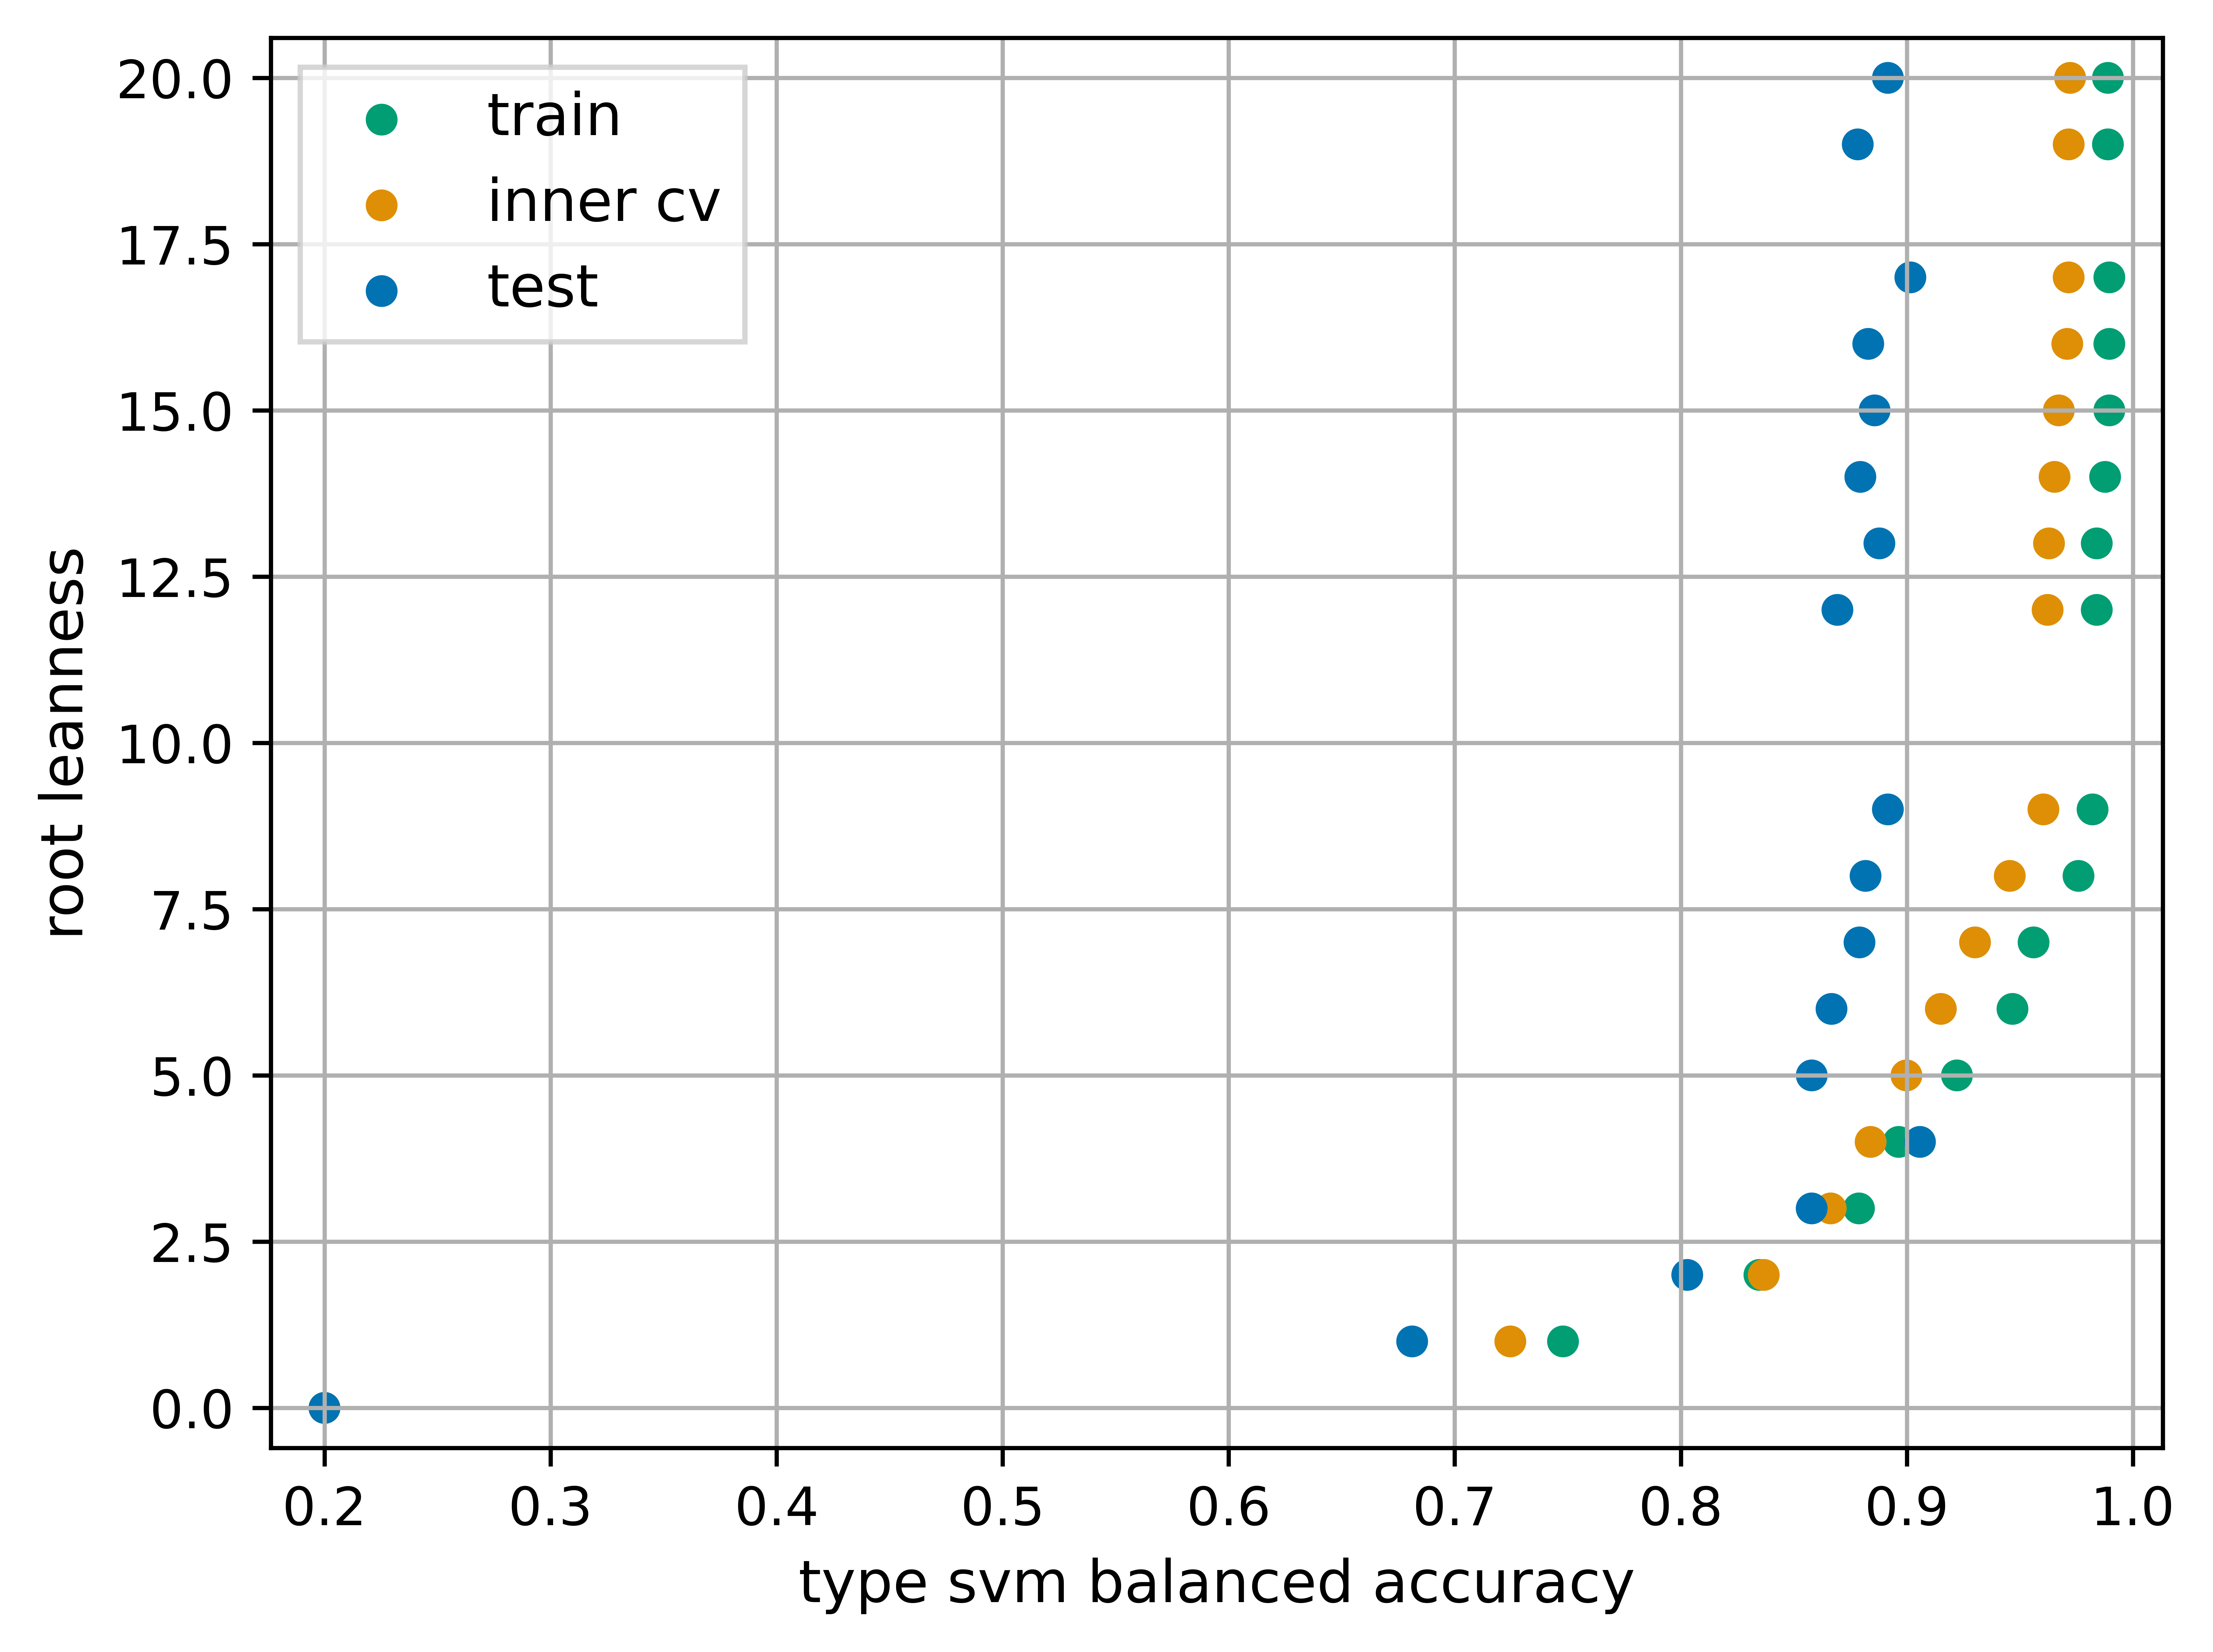 train
inner cv
test
20.0
17.5
15.0
12.5
10.0
7.5
5.0
2.5
0.0
root leanness
0.2 0.3 0.4 0.5 0.6 0.7 0.8 0.9 1.0
type svm balanced accuracy